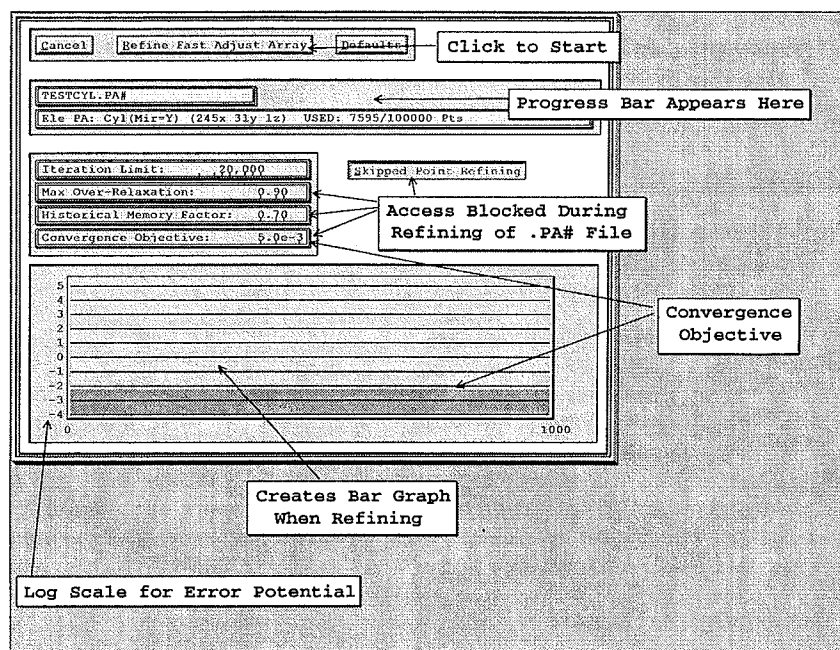 Cancel Refine Fast Adjust Array Defaults
Click to Start
TESTCYL.PA#
Progress Bar Appears Here
Ele PA: Cyl(Mir=Y) (245x 31y 1z) USED: 7595/100000 Pts
Iteration Limit: 20,000
Skipped Point Refining
Max Over-Relaxation: 0.90
Historical Memory Factor: 0.70
Convergence Objective: 5.0e-3
Access Blocked During
Refining of .PA# File
Convergence
Objective
5
4
3
2
1
0
-1
-2
-3
-4
0 1000
Creates Bar Graph
When Refining
Log Scale for Error Potential